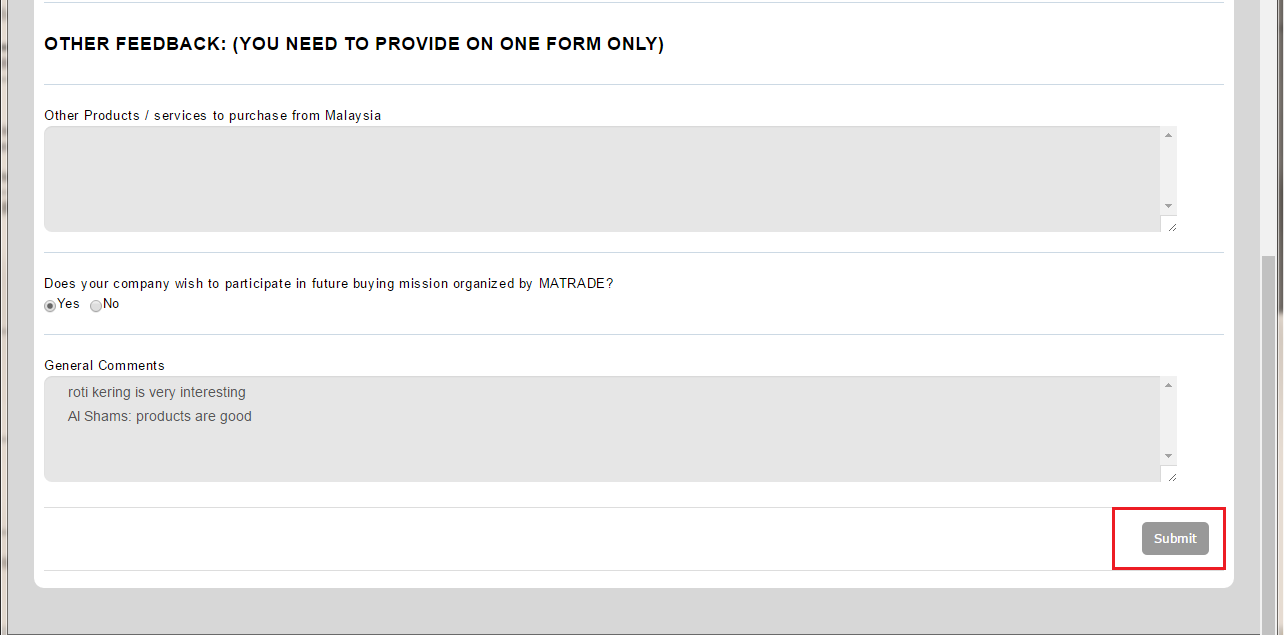 OTHER FEEDBACK: (YOU NEED TO PROVIDE ON ONE FORM ONLY)
Other Products / services to purchase from Malaysia
Does your company wish to participate in future buying mission organized by MATRADE?
Yes No
General Comments
roti kering is very interesting
Al Shams: products are good
Submit